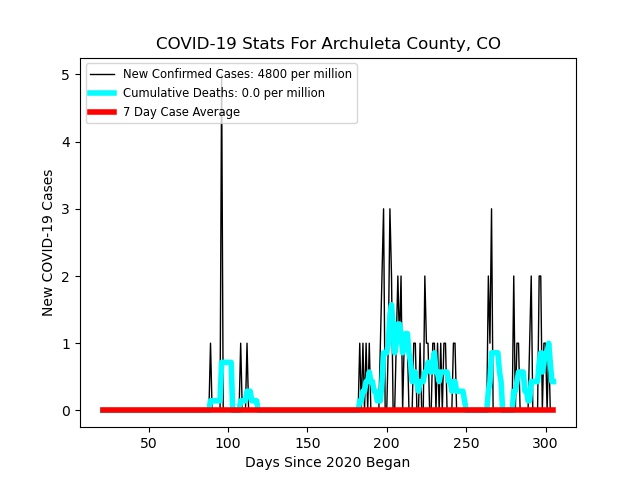 COVID-19 Stats For Archuleta County, CO
New Confirmed Cases: 4800 per million
Cumulative Deaths: 0.0 per million
7 Day Case Average
New COVID-19 Cases
5
4
3
2
1
0
50 100 150 200 250 300
Days Since 2020 Began